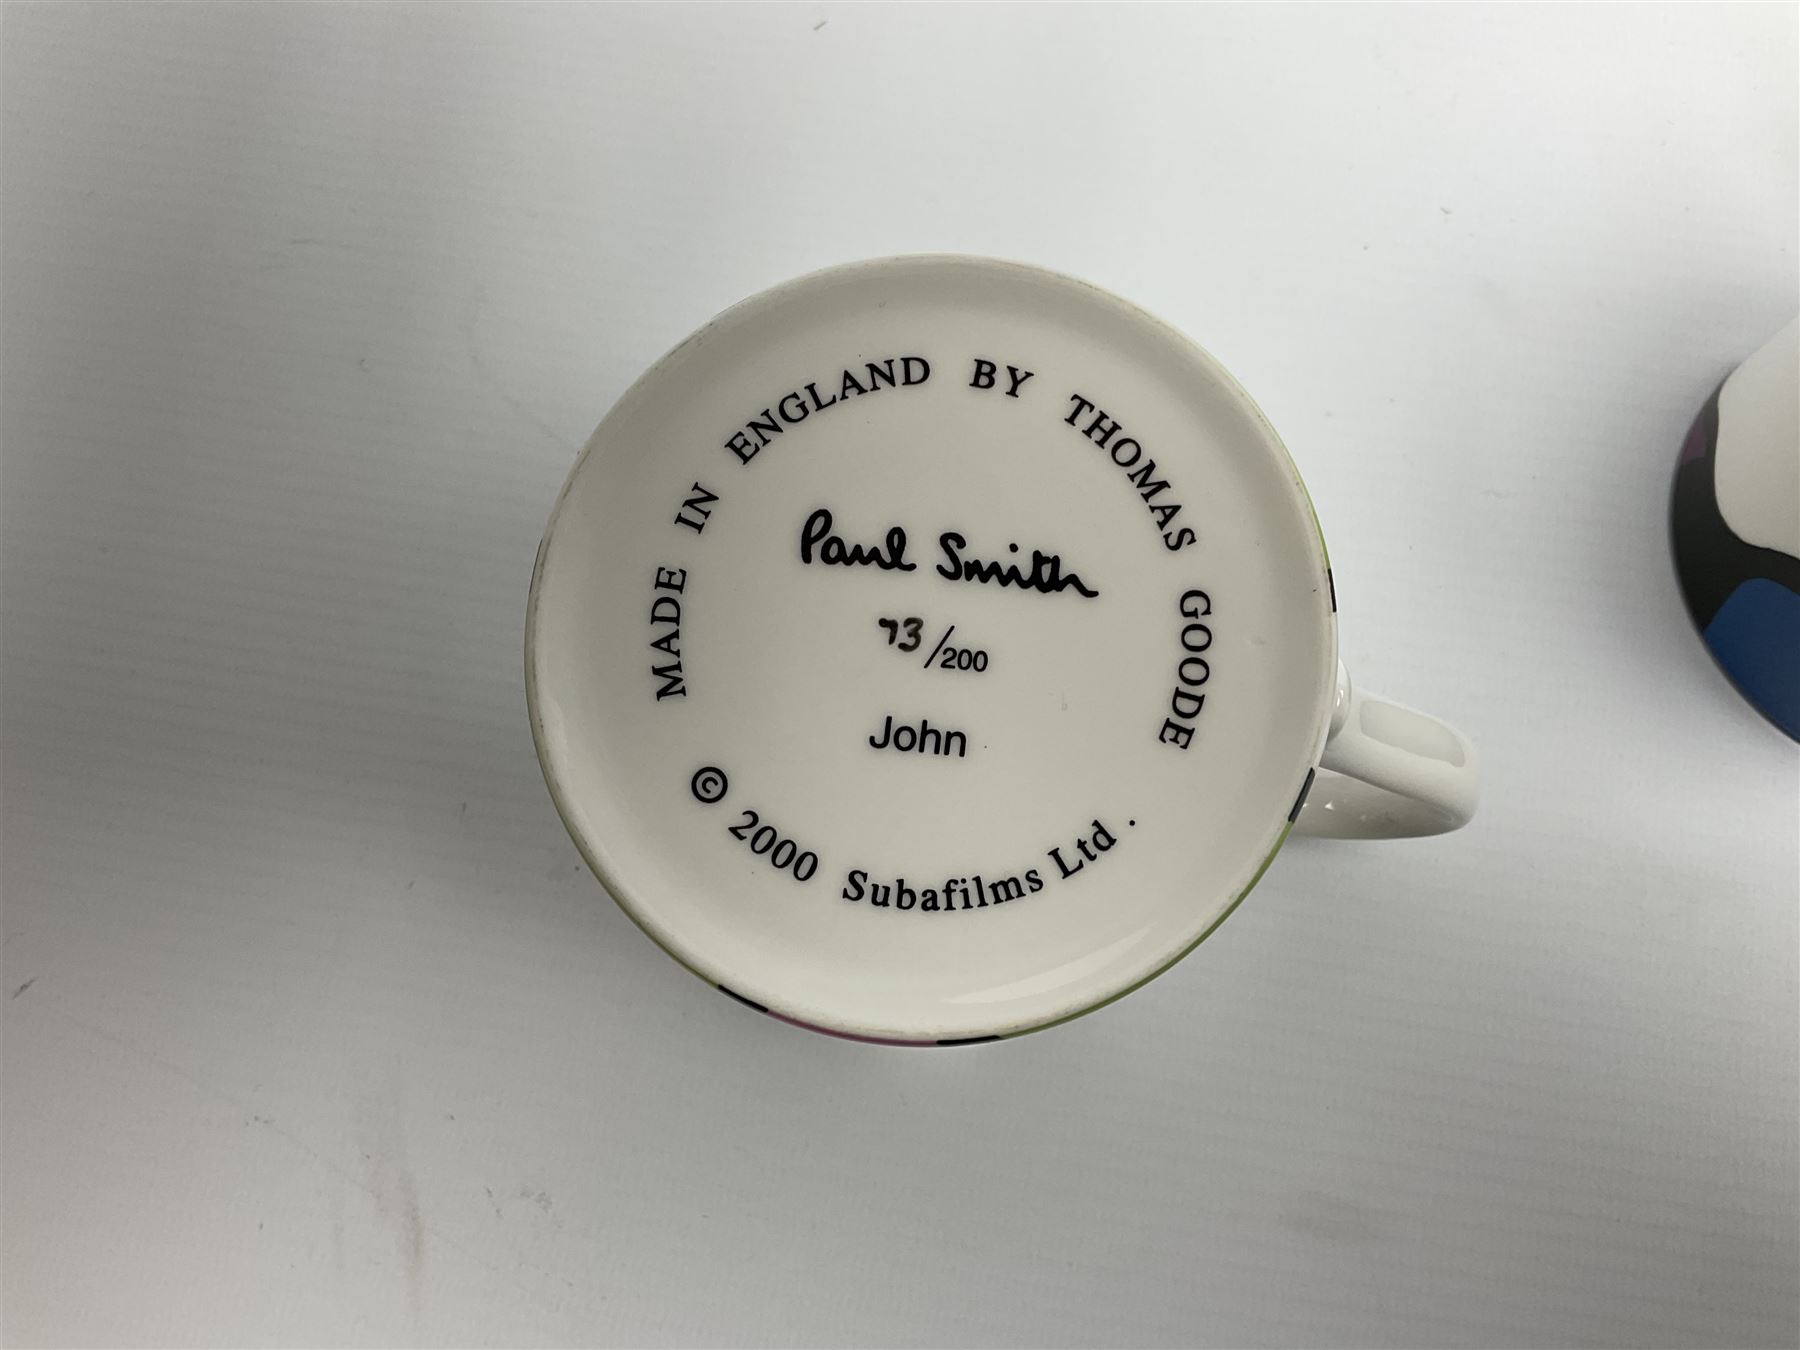 MADE IN ENGLAND BY THOMAS GOODE
Paul Smith
73/200
John
© 2000 Subafilms Ltd.